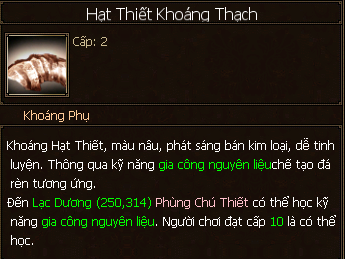 Hạt Thiết Khoáng Thạch
Cấp: 2
Khoáng Phụ
Khoáng Hạt Thiết, màu nâu, phát sáng bán kim loại, dễ tinh
luyện. Thông qua kỹ năng gia công nguyên liệuchế tạo đá
rèn tương ứng.
Đến Lạc Dương (250,314) Phùng Chú Thiết có thể học kỹ
năng gia công nguyên liệu. Người chơi đạt cấp 10 là có thể
học.